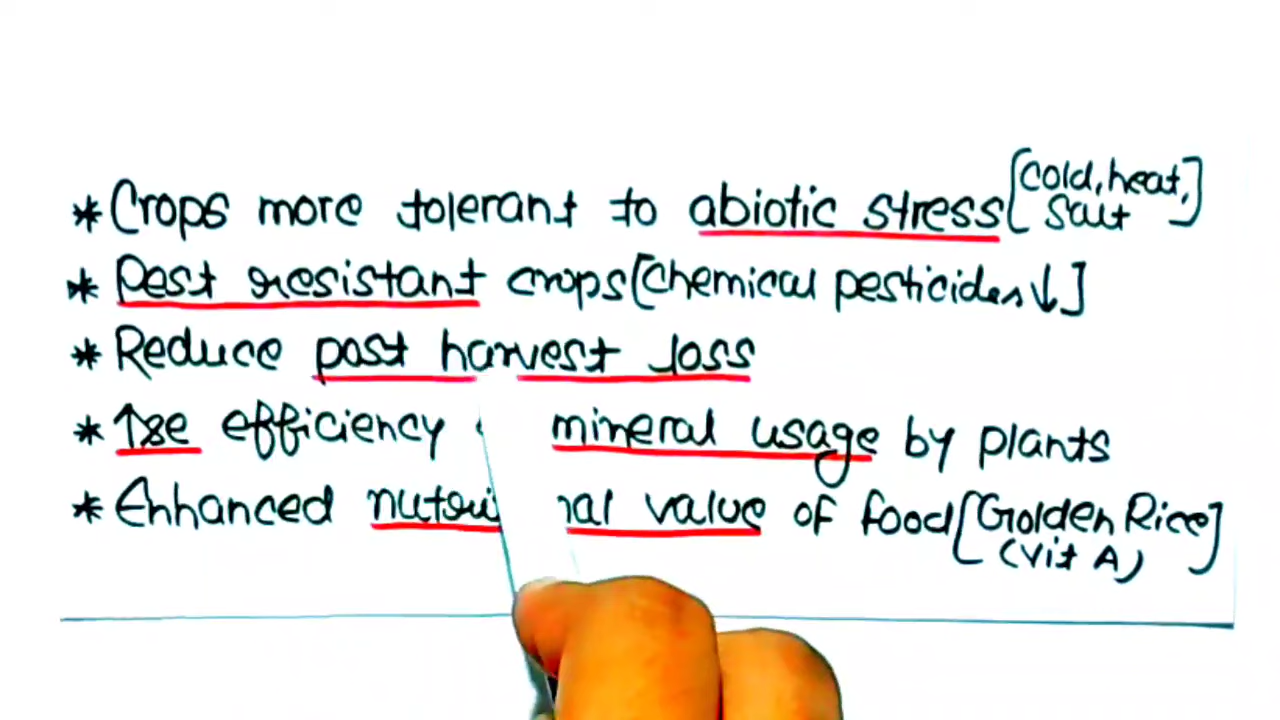 * Crops more tolerant to abiotic stress [Cold, heat, Salt]
* Pest resistant crops [Chemical pesticides ↓]
* Reduce post harvest loss
* ↑se efficiency mineral usage by plants
* Enhanced value of food [Golden Rice]
(Vit A)